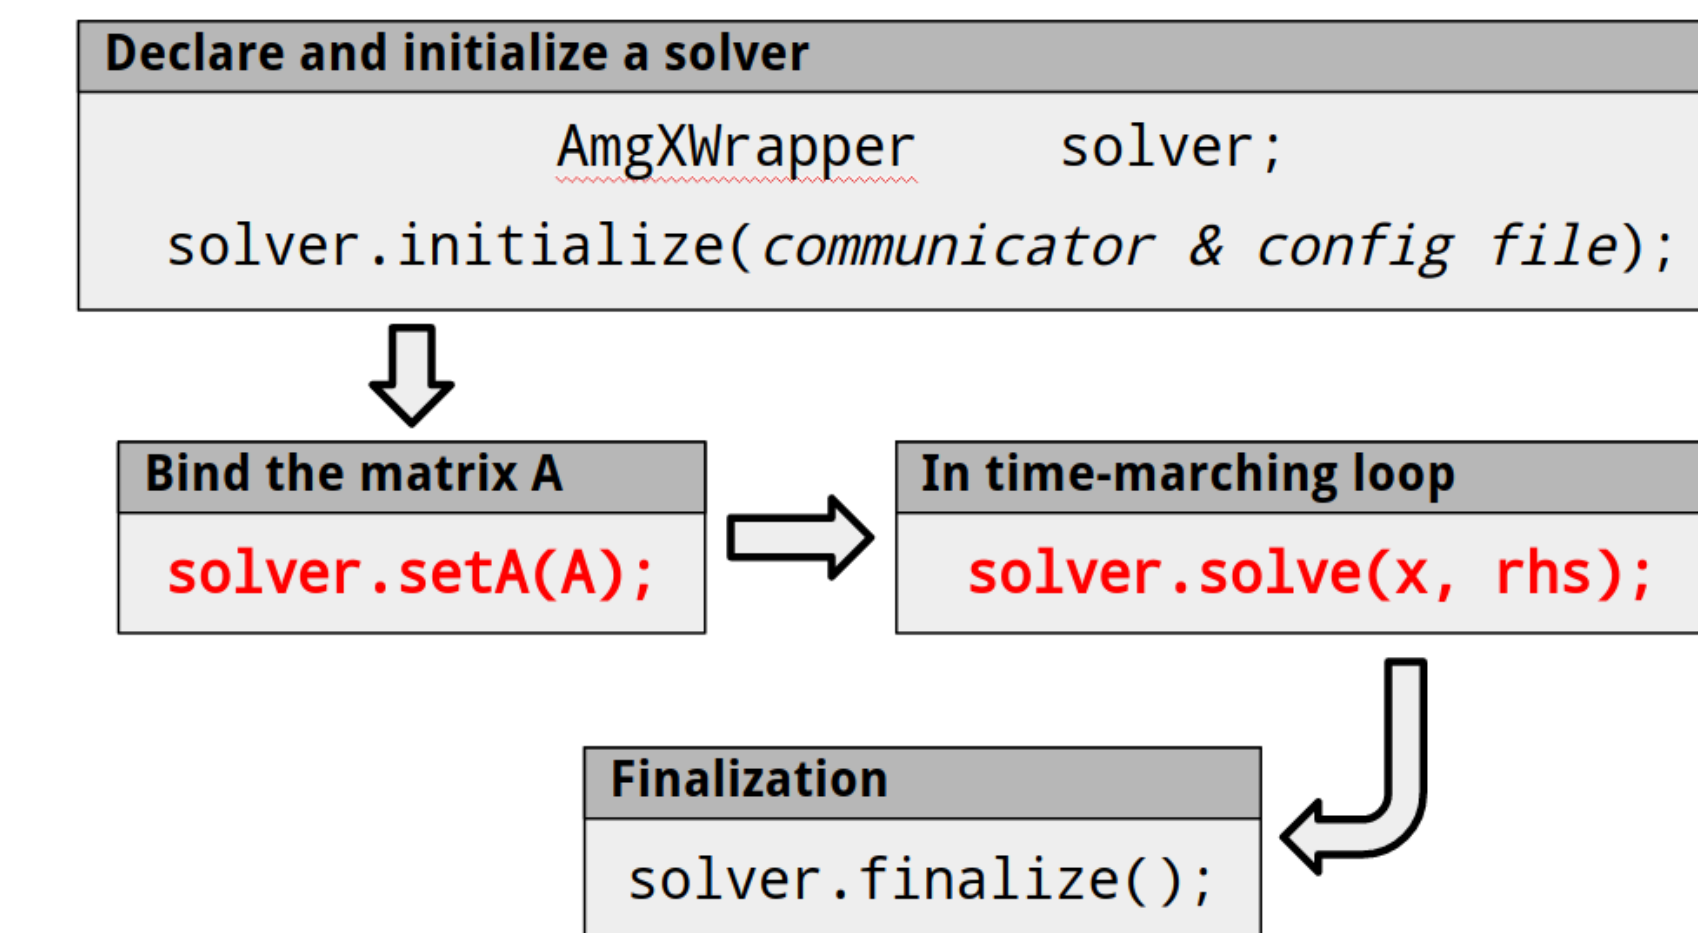 Declare and initialize a solver
AmgXWrapper solver;
solver.initialize(communicator & config file);
Bind the matrix A
solver.setA(A);
In time-marching loop
solver.solve(x, rhs);
Finalization
solver.finalize();